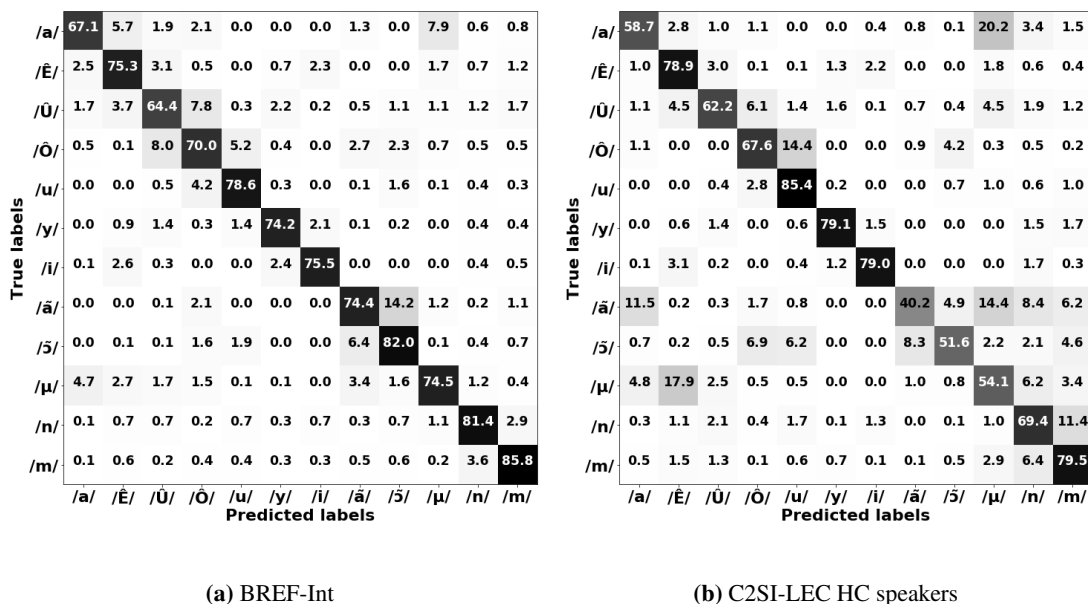 /a/ 67.1 5.7 1.9 2.1 0.0 0.0 0.0 1.3 0.0 7.9 0.6 0.8
/Ê/ 2.5 75.3 3.1 0.5 0.0 0.7 2.3 0.0 0.0 1.7 0.7 1.2
/Û/ 1.7 3.7 64.4 7.8 0.3 2.2 0.2 0.5 1.1 1.1 1.2 1.7
/Ô/ 0.5 0.1 8.0 70.0 5.2 0.4 0.0 2.7 2.3 0.7 0.5 0.5
/u/ 0.0 0.0 0.5 4.2 78.6 0.3 0.0 0.1 1.6 0.1 0.4 0.3
/y/ 0.0 0.9 1.4 0.3 1.4 74.2 2.1 0.1 0.2 0.0 0.4 0.4
/i/ 0.1 2.6 0.3 0.0 0.0 2.4 75.5 0.0 0.0 0.0 0.4 0.5
/ã/ 0.0 0.0 0.1 2.1 0.0 0.1 0.0 74.4 14.2 1.2 0.2 1.1
/ɔ̃/ 0.0 0.1 0.1 1.6 1.9 0.0 0.0 6.4 82.0 0.1 0.4 0.7
/µ/ 4.7 2.7 1.7 1.5 0.1 0.1 0.0 3.4 1.6 74.5 1.2 0.4
/n/ 0.1 0.7 0.7 0.2 0.7 0.3 0.7 0.3 0.7 1.1 81.4 2.9
/m/ 0.1 0.6 0.2 0.4 0.4 0.3 0.3 0.5 0.6 0.2 3.6 85.8
/a/ /Ê/ /Û/ /Ô/ /u/ /y/ /i/ /ã/ /ɔ̃/ /µ/ /n/ /m/
True labels
Predicted labels
(a) BREF-Int
/a/ 58.7 2.8 1.0 1.1 0.0 0.0 0.4 0.8 0.1 20.2 3.4 1.5
/Ê/ 1.0 78.9 3.0 0.1 0.1 1.3 2.2 0.0 0.0 1.8 0.6 0.4
/Û/ 1.1 4.5 62.2 6.1 1.4 1.6 0.1 0.7 0.4 4.5 1.9 1.2
/Ô/ 1.1 0.0 0.0 67.6 14.4 0.0 0.0 0.9 4.2 0.3 0.5 0.2
/u/ 0.0 0.0 0.4 2.8 85.4 0.2 0.0 0.0 0.7 1.0 0.6 1.0
/y/ 0.0 0.6 1.4 0.0 0.6 79.1 1.5 0.0 0.0 0.0 1.5 1.7
/i/ 0.1 3.1 0.2 0.0 0.4 1.2 79.0 0.0 0.0 0.0 1.7 0.3
/ã/ 11.5 0.2 0.3 1.7 0.8 0.0 0.0 40.2 4.9 14.4 8.4 6.2
/ɔ̃/ 0.7 0.2 0.5 6.9 6.2 0.0 0.0 8.3 51.6 2.2 2.1 4.6
/µ/ 4.8 17.9 2.5 0.5 0.5 0.0 0.0 1.0 0.8 54.1 6.2 3.4
/n/ 0.3 1.1 2.1 0.4 1.7 0.1 1.3 0.0 0.1 1.0 69.4 11.4
/m/ 0.5 1.5 1.3 0.1 0.6 0.7 0.1 0.1 0.5 2.9 6.4 79.5
/a/ /Ê/ /Û/ /Ô/ /u/ /y/ /i/ /ã/ /ɔ̃/ /µ/ /n/ /m/
True labels
Predicted labels
(b) C2SI-LEC HC speakers